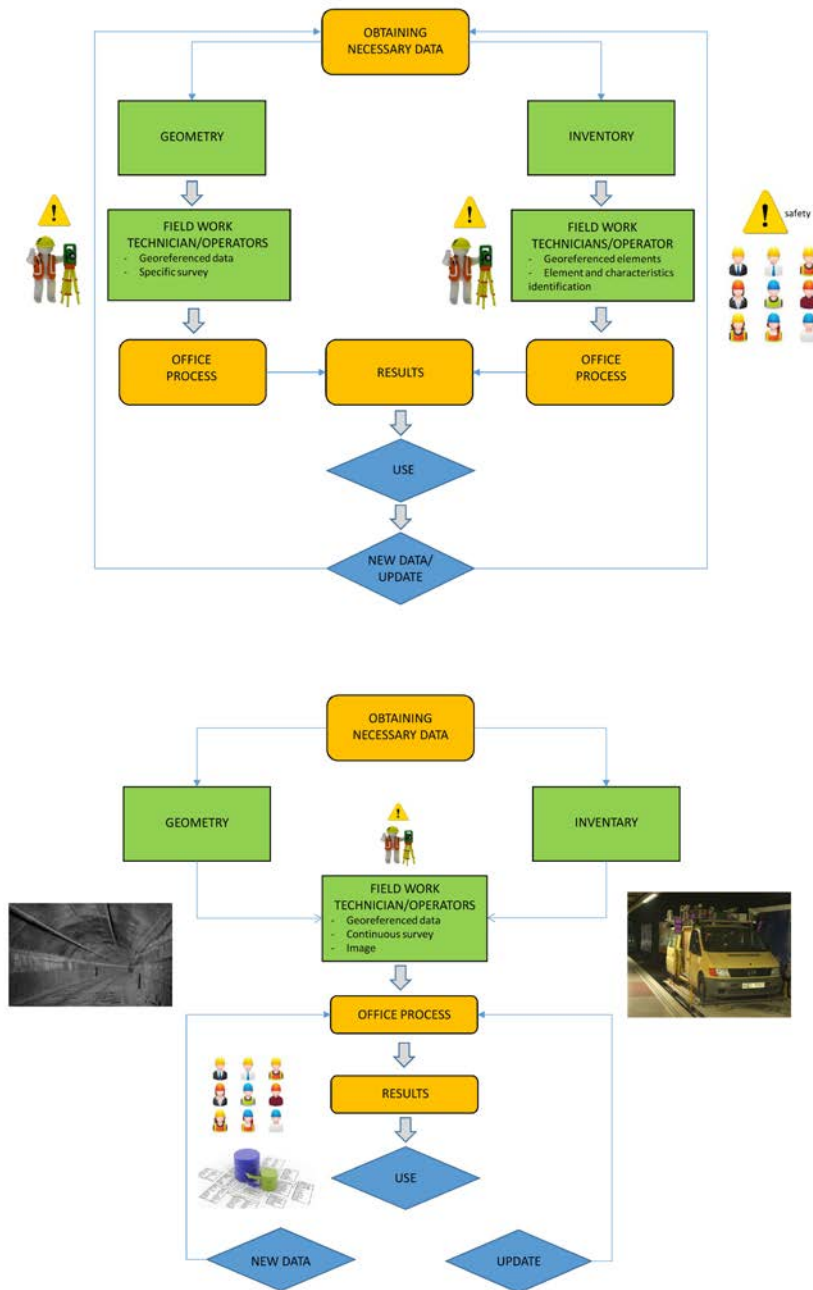 OBTAINING
NECESSARY DATA
GEOMETRY
INVENTORY
FIELD WORK
TECHNICIAN/OPERATORS
- Georeferenced data
- Specific survey
FIELD WORK
TECHNICIANS/OPERATOR
- Georeferenced elements
- Element and characteristics
identification
safety
OFFICE
PROCESS
RESULTS
OFFICE
PROCESS
USE
NEW DATA/
UPDATE
OBTAINING
NECESSARY DATA
GEOMETRY
INVENTARY
FIELD WORK
TECHNICIAN/OPERATORS
- Georeferenced data
- Continuous survey
- Image
OFFICE PROCESS
RESULTS
USE
NEW DATA
UPDATE